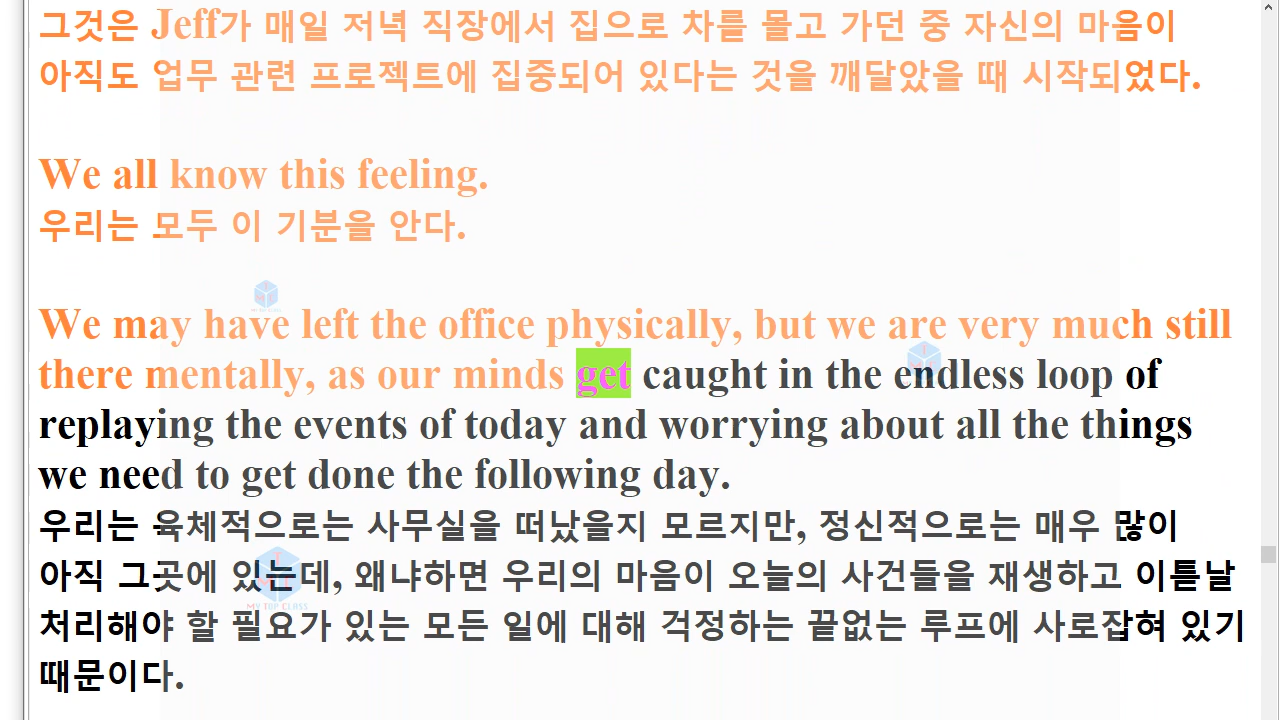 그것은 Jeff가 매일 저녁 직장에서 집으로 차를 몰고 가던 중 자신의 마음이
아직도 업무 관련 프로젝트에 집중되어 있다는 것을 깨달았을 때 시작되었다.
We all know this feeling.
우리는 모두 이 기분을 안다.
We may have left the office physically, but we are very much still
there mentally, as our minds get caught in the endless loop of
replaying the events of today and worrying about all the things
we need to get done the following day.
우리는 육체적으로는 사무실을 떠났을지 모르지만, 정신적으로는 매우 많이
아직 그곳에 있는데, 왜냐하면 우리의 마음이 오늘의 사건들을 재생하고 이튿날
처리해야 할 필요가 있는 모든 일에 대해 걱정하는 끝없는 루프에 사로잡혀 있기
때문이다.
MY TOP CLASS